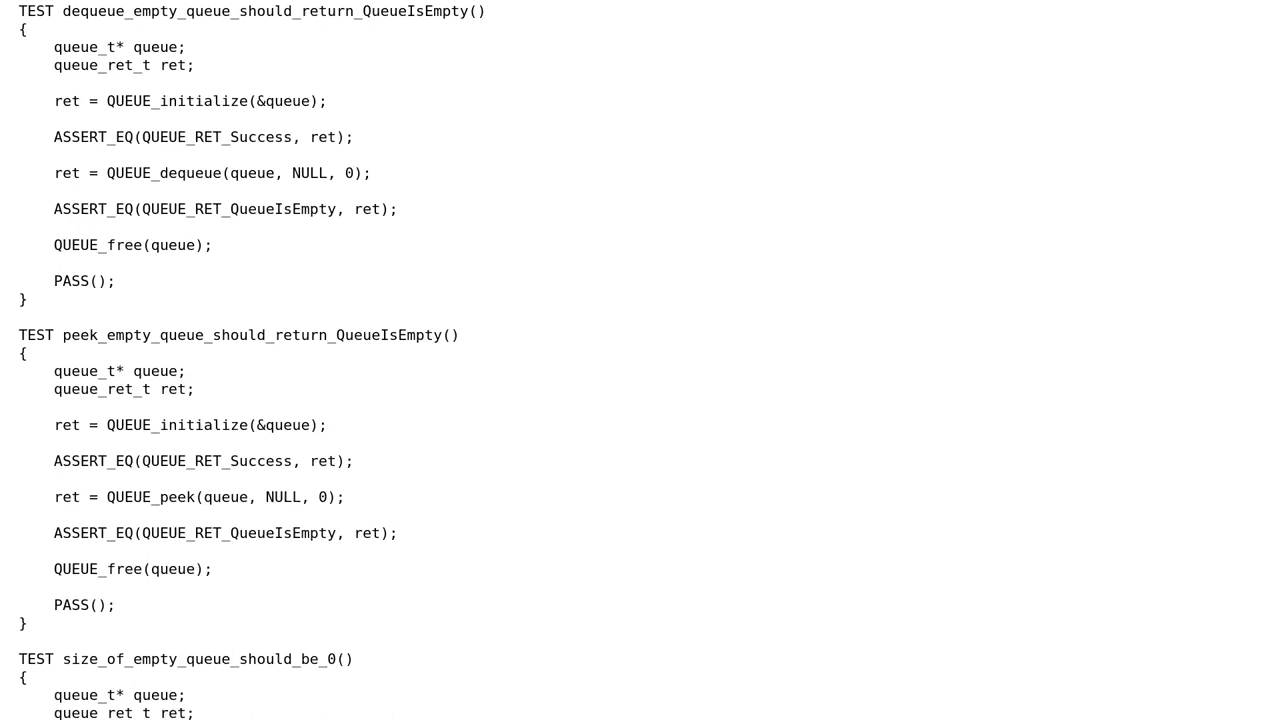 TEST dequeue_empty_queue_should_return_QueueIsEmpty()
{
    queue_t* queue;
    queue_ret_t ret;

    ret = QUEUE_initialize(&queue);

    ASSERT_EQ(QUEUE_RET_Success, ret);

    ret = QUEUE_dequeue(queue, NULL, 0);

    ASSERT_EQ(QUEUE_RET_QueueIsEmpty, ret);

    QUEUE_free(queue);

    PASS();
}

TEST peek_empty_queue_should_return_QueueIsEmpty()
{
    queue_t* queue;
    queue_ret_t ret;

    ret = QUEUE_initialize(&queue);

    ASSERT_EQ(QUEUE_RET_Success, ret);

    ret = QUEUE_peek(queue, NULL, 0);

    ASSERT_EQ(QUEUE_RET_QueueIsEmpty, ret);

    QUEUE_free(queue);

    PASS();
}

TEST size_of_empty_queue_should_be_0()
{
    queue_t* queue;
    queue_ret_t ret;